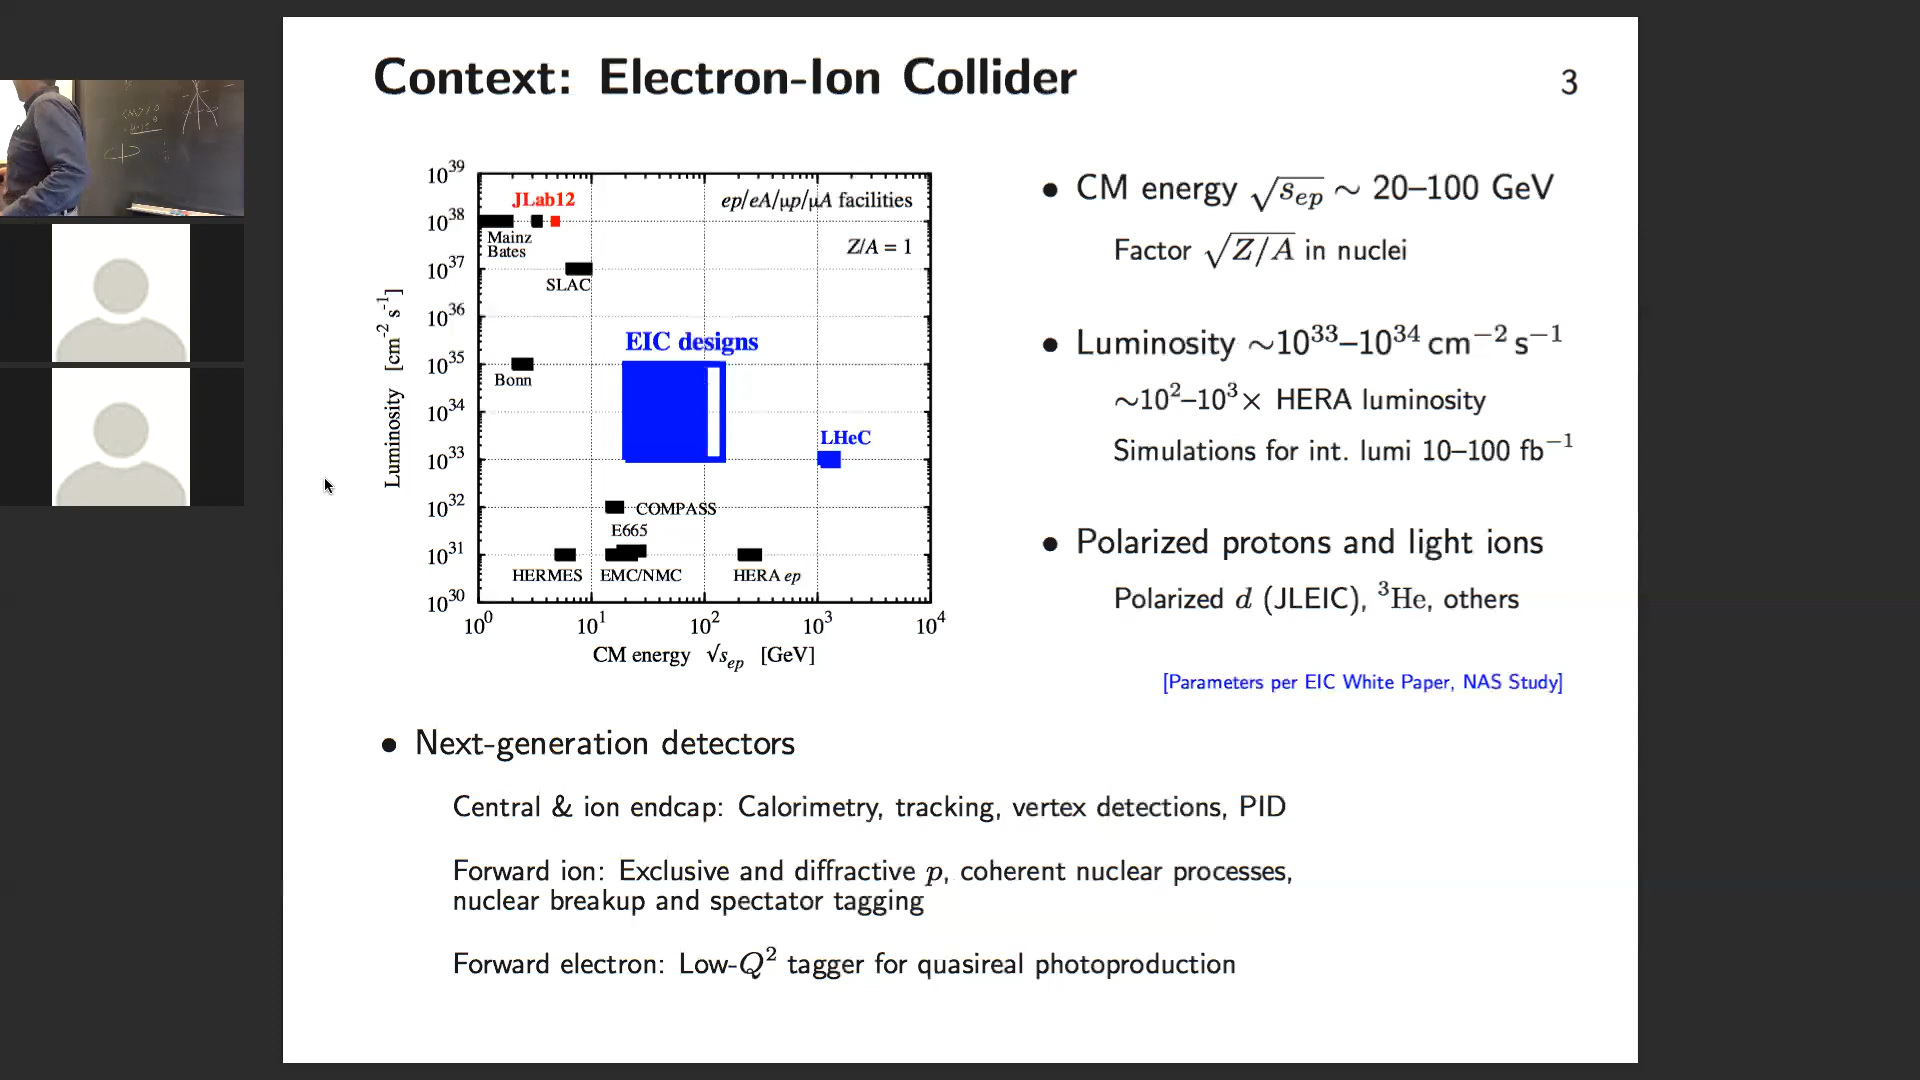 Context: Electron-Ion Collider
3
10^39
10^38
10^37
10^36
10^35
10^34
10^33
10^32
10^31
10^30
Luminosity [cm^-2 s^-1]
JLab12
ep/eA/μp/μA facilities
Mainz
Bates
Z/A = 1
SLAC
EIC designs
Bonn
LHeC
COMPASS
E665
HERMES
EMC/NMC
HERA ep
10^0 10^1 10^2 10^3 10^4
CM energy √s_ep [GeV]
• CM energy √s_ep ∼ 20–100 GeV
Factor √Z/A in nuclei
• Luminosity ∼10^33–10^34 cm^−2 s^−1
∼10^2–10^3× HERA luminosity
Simulations for int. lumi 10–100 fb^−1
• Polarized protons and light ions
Polarized d (JLEIC), ^3He, others
[Parameters per EIC White Paper, NAS Study]
• Next-generation detectors
Central & ion endcap: Calorimetry, tracking, vertex detections, PID
Forward ion: Exclusive and diffractive p, coherent nuclear processes,
nuclear breakup and spectator tagging
Forward electron: Low-Q^2 tagger for quasireal photoproduction